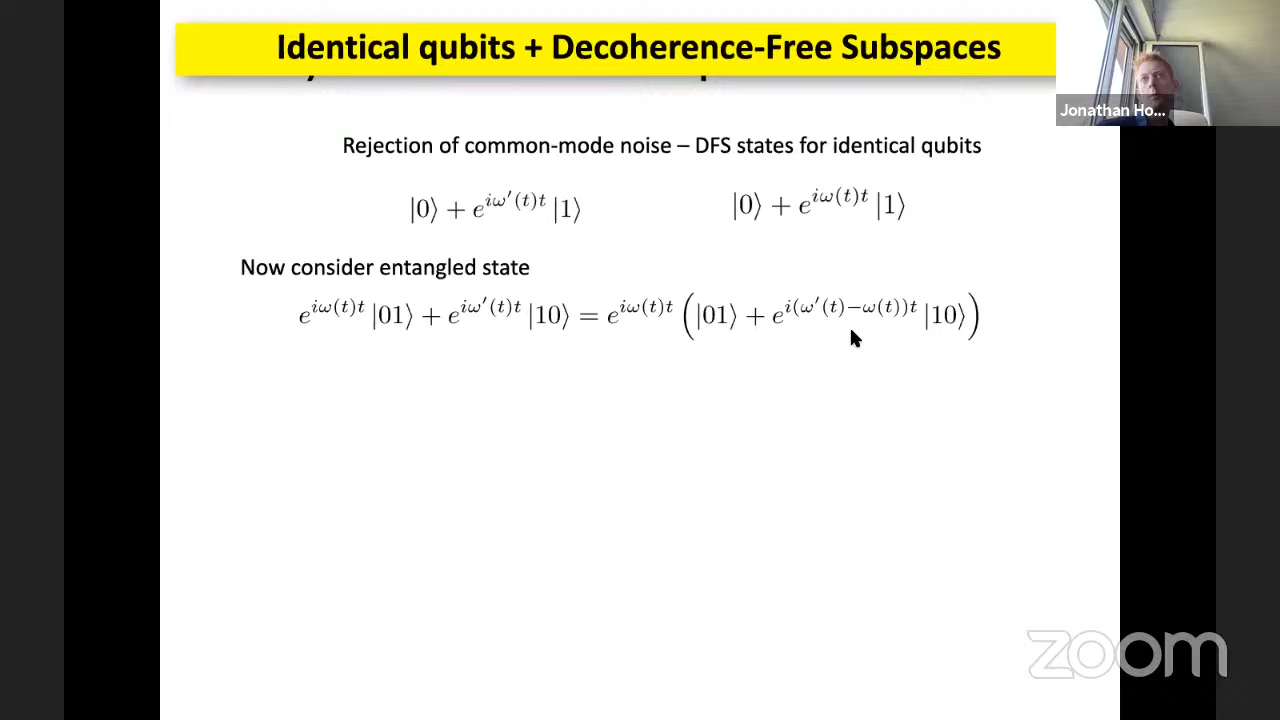 Identical qubits + Decoherence-Free Subspaces
Jonathan Ho...
Rejection of common-mode noise – DFS states for identical qubits
|0⟩ + e^{iω′(t)t} |1⟩
|0⟩ + e^{iω(t)t} |1⟩
Now consider entangled state
e^{iω(t)t} |01⟩ + e^{iω′(t)t} |10⟩ = e^{iω(t)t} (|01⟩ + e^{i(ω′(t)−ω(t))t} |10⟩)
zoom